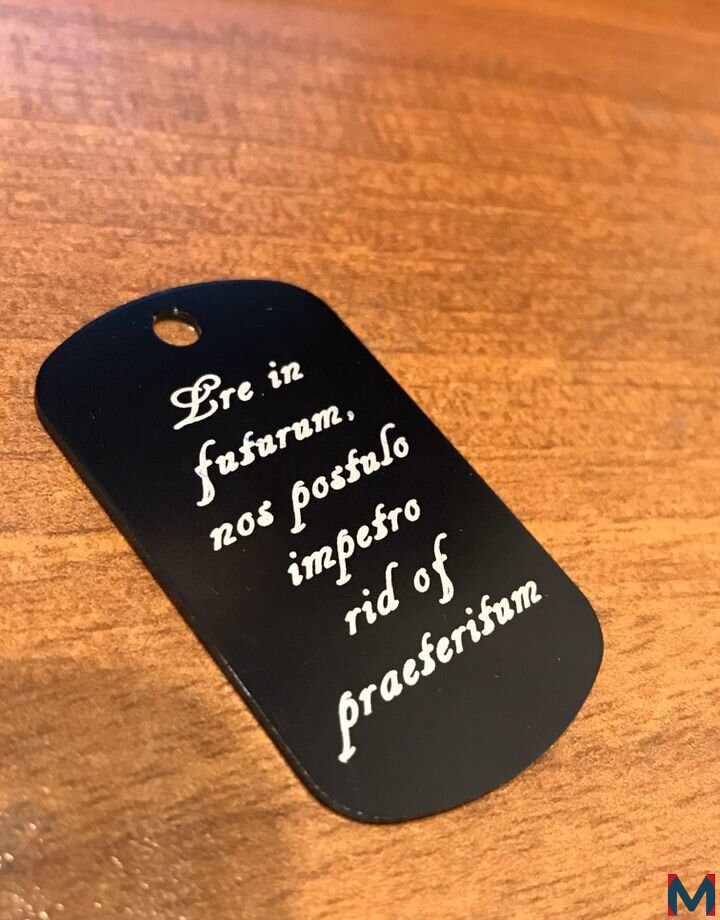 Ire in
futurum,
nos postulo
impetro
rid of
praeteritum
M